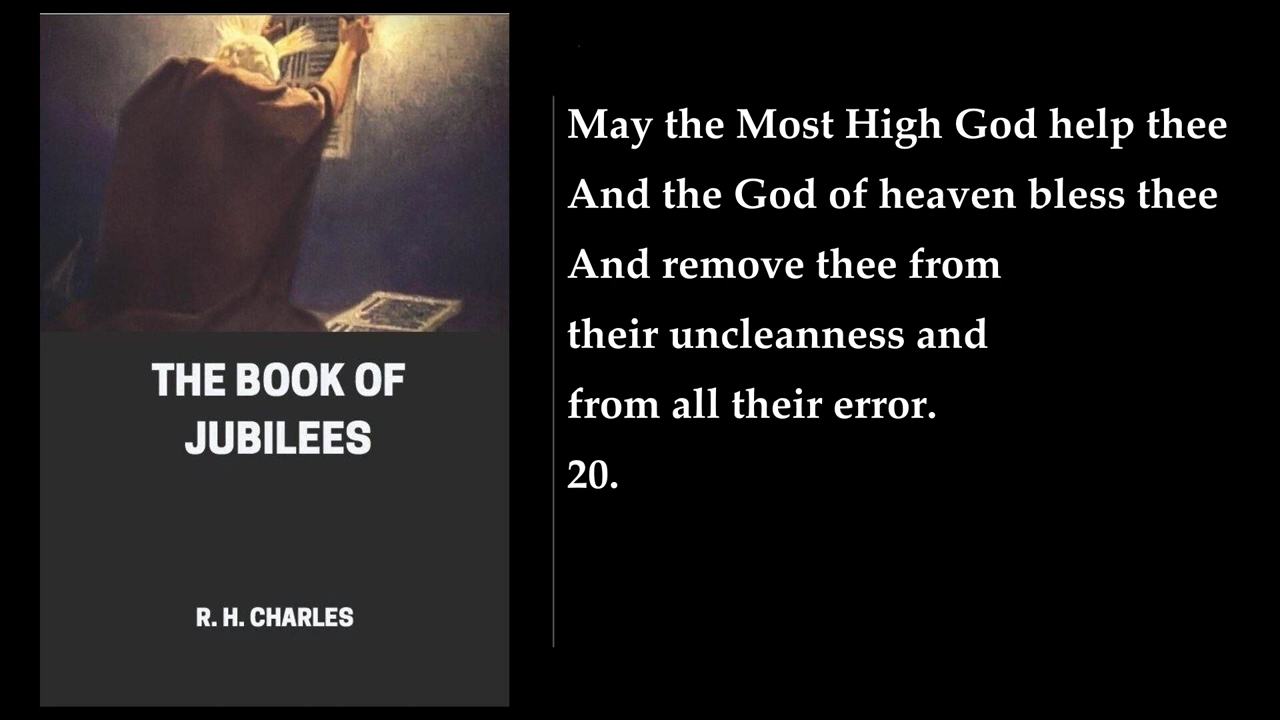 THE BOOK OF
JUBILEES
R. H. CHARLES
May the Most High God help thee
And the God of heaven bless thee
And remove thee from
their uncleanness and
from all their error.
20.